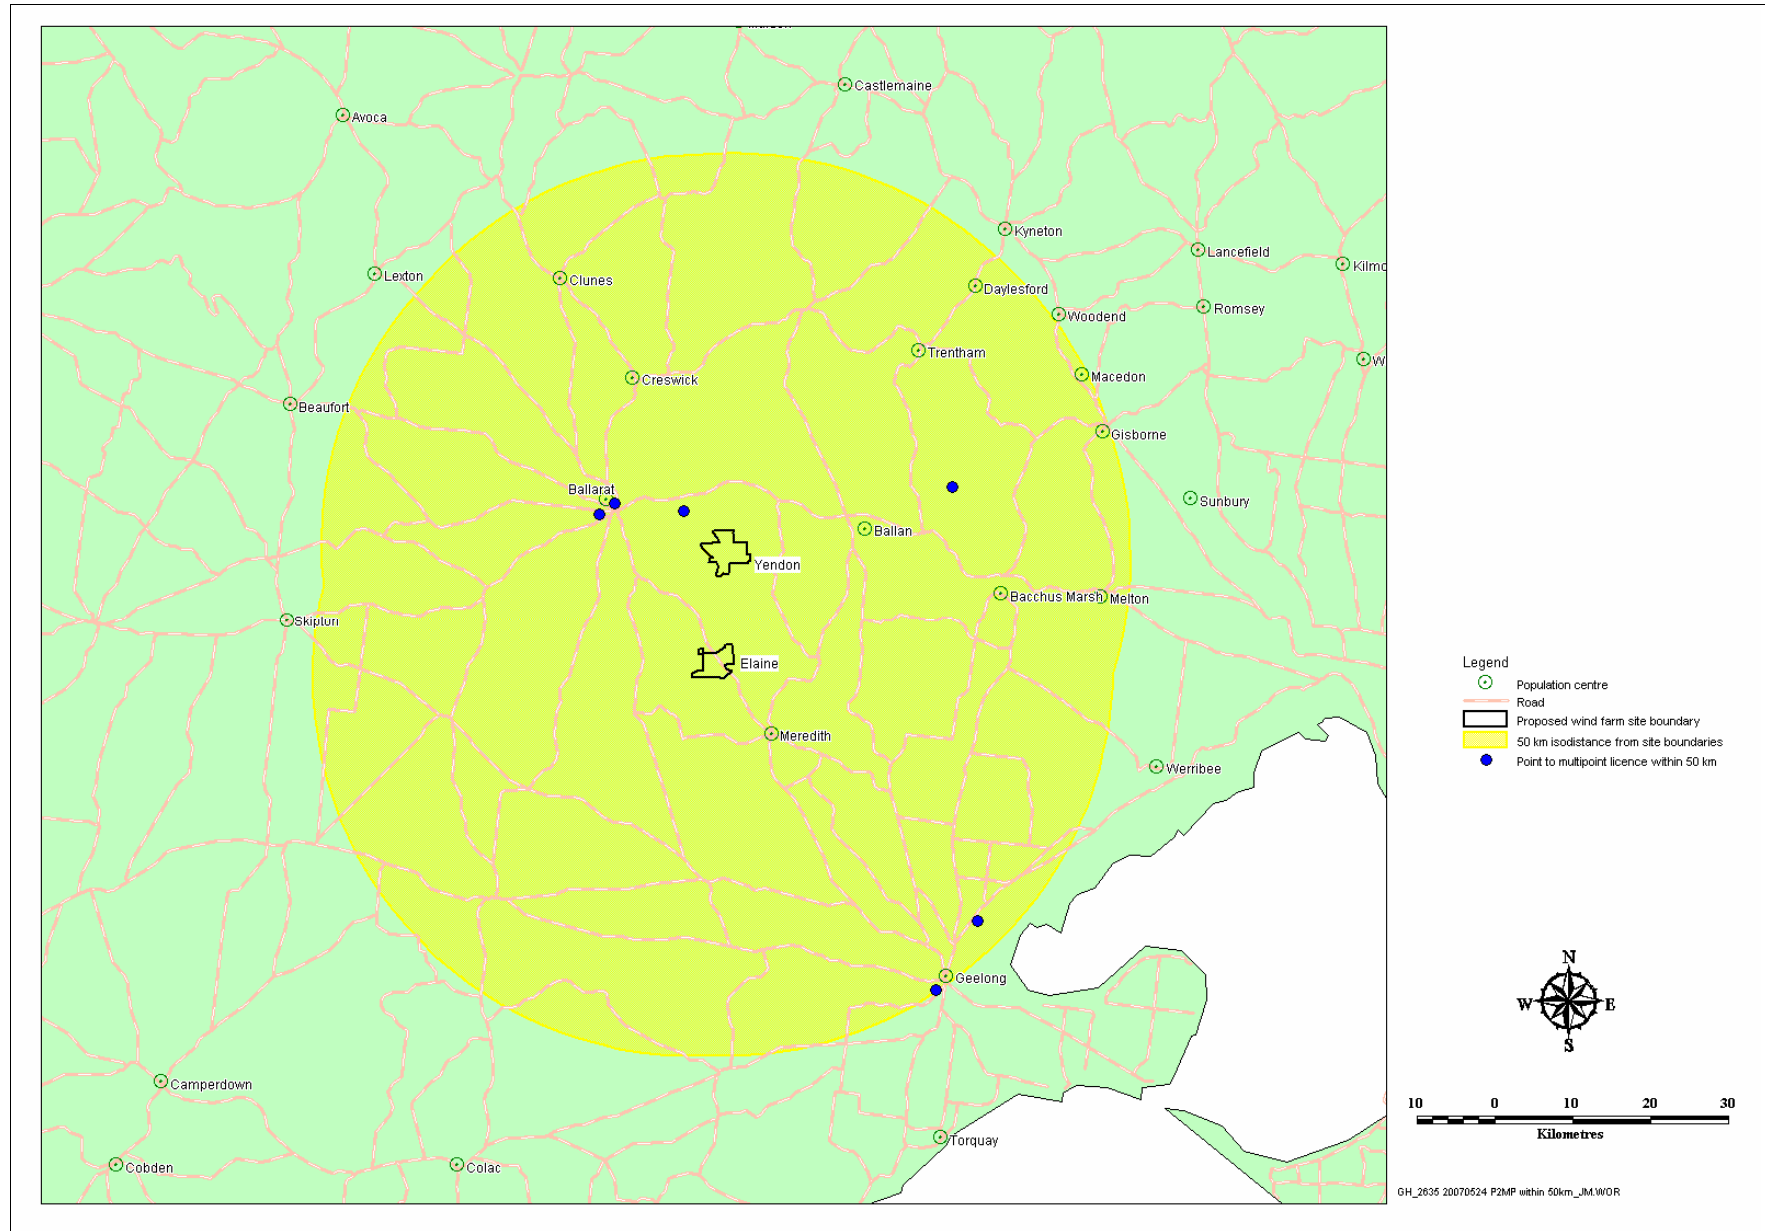 Castlemaine
Avoca
Kyneton
Lancefield
Kilmo
Lexton
Clunes
Daylesford
Romsey
Woodend
Trentham
W
Macedon
Creswick
Beaufort
Gisborne
Ballarat
Sunbury
Ballan
Yendon
Bacchus Marsh
Melton
Skipton
Elaine
Meredith
Werribee
Geelong
Camperdown
Torquay
Cobden
Colac
Legend
Population centre
Road
Proposed wind farm site boundary
50 km isodistance from site boundaries
Point to multipoint licence within 50 km
N
W E
S
10 0 10 20 30
Kilometres
GH_2635 20070524 P2MP within 50km_JM.WOR